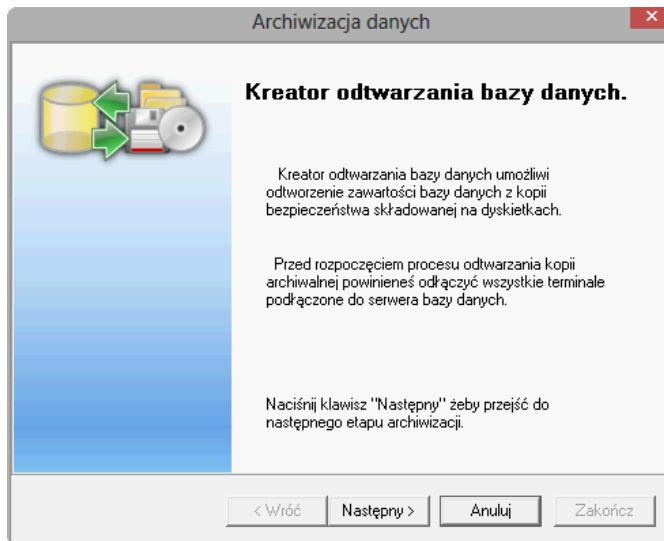 Archiwizacja danych
Kreator odtwarzania bazy danych.
Kreator odtwarzania bazy danych umożliwi
odtworzenie zawartości bazy danych z kopii
bezpieczeństwa składowanej na dyskietkach.
Przed rozpoczęciem procesu odtwarzania kopii
archiwalnej powinieneś odłączyć wszystkie terminale
podłączone do serwera bazy danych.
Naciśnij klawisz "Następny" żeby przejść do
następnego etapu archiwizacji.
< Wróć Następny > Anuluj Zakończ